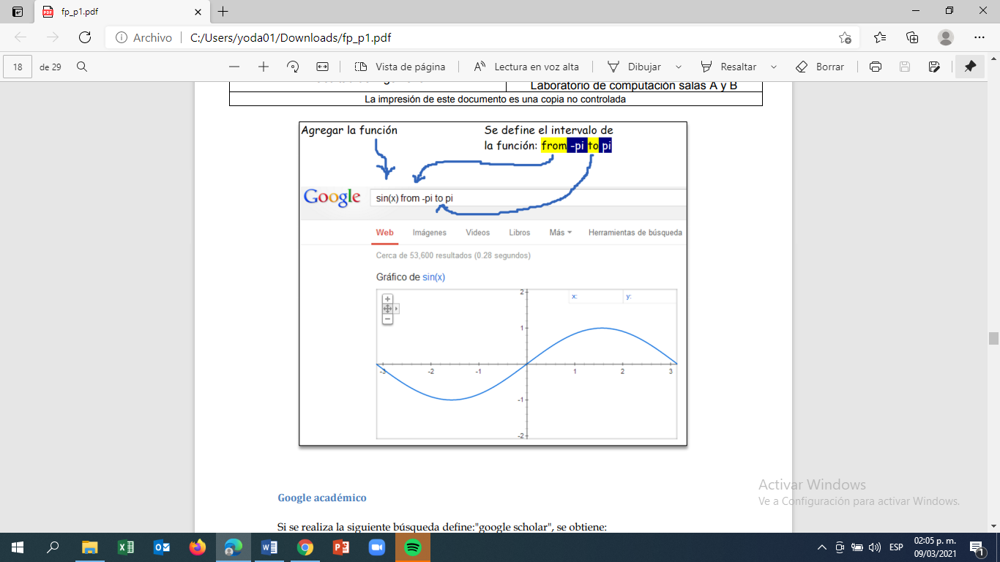 fp_p1.pdf
Archivo C:/Users/yoda01/Downloads/fp_p1.pdf
18 de 29 Vista de página Lectura en voz alta Dibujar Resaltar Borrar
Laboratorio de computación salas A y B
La impresión de este documento es una copia no controlada
Agregar la función
Se define el intervalo de
la función: from -pi to pi
Google sin(x) from -pi to pi
Web Imágenes Videos Libros Más Herramientas de búsqueda
Cerca de 53,600 resultados (0.28 segundos)
Gráfico de sin(x)
x: y:
2
1
-3 -2 -1 1 2 3
-1
-2
Google académico
Si se realiza la siguiente búsqueda define:"google scholar", se obtiene:
Activar Windows
Ve a Configuración para activar Windows.
ESP
02:05 p. m.
09/03/2021
1